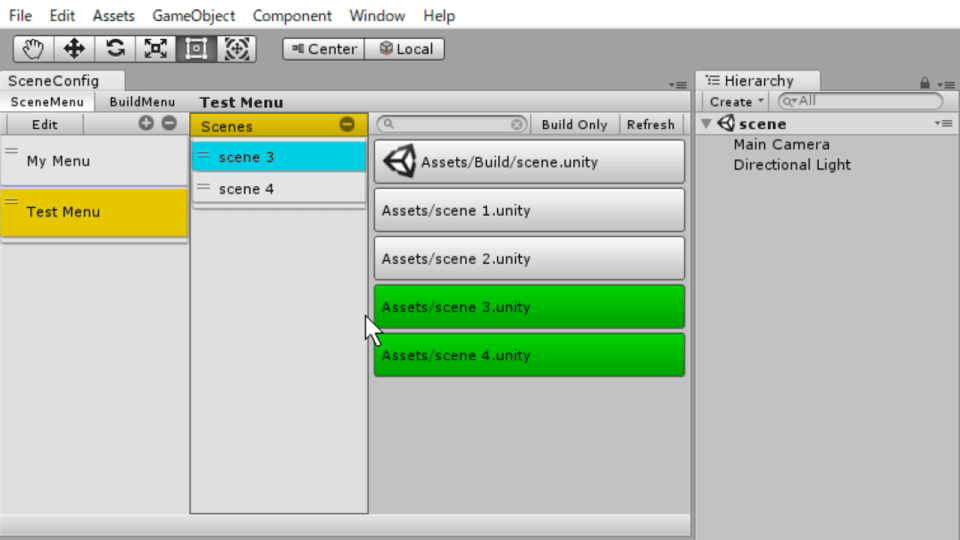 File Edit Assets GameObject Component Window Help
Center Local
SceneConfig
SceneMenu BuildMenu Test Menu
Edit
My Menu
Test Menu
Scenes
scene 3
scene 4
Build Only Refresh
Assets/Build/scene.unity
Assets/scene 1.unity
Assets/scene 2.unity
Assets/scene 3.unity
Assets/scene 4.unity
Hierarchy
Create All
scene
Main Camera
Directional Light